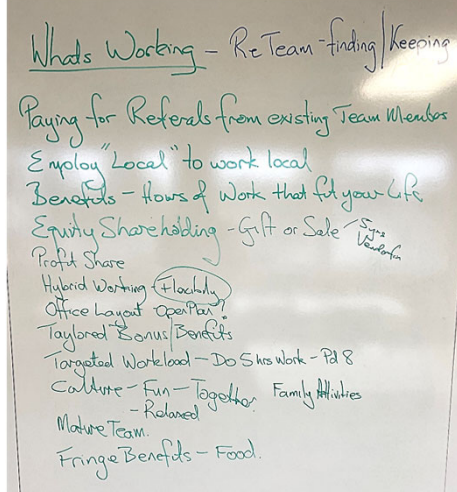 Whats Working - Re Team - finding/Keeping
Paying for Referals from existing Team Members
Employ "Local" to work local
Benefits - Hours of Work that fit your Life
Equity Shareholding - Gift or Sale - 5yrs
Profit Share
Hybrid Working - Flexibility
Office Layout - Open Plan?
Taylored Bonus/Benefits
Targeted Workload - Do 5 hrs Work - Pd 8
Culture - Fun - Together Family Activities
- Relaxed
Mature Team.
Fringe Benefits - Food.